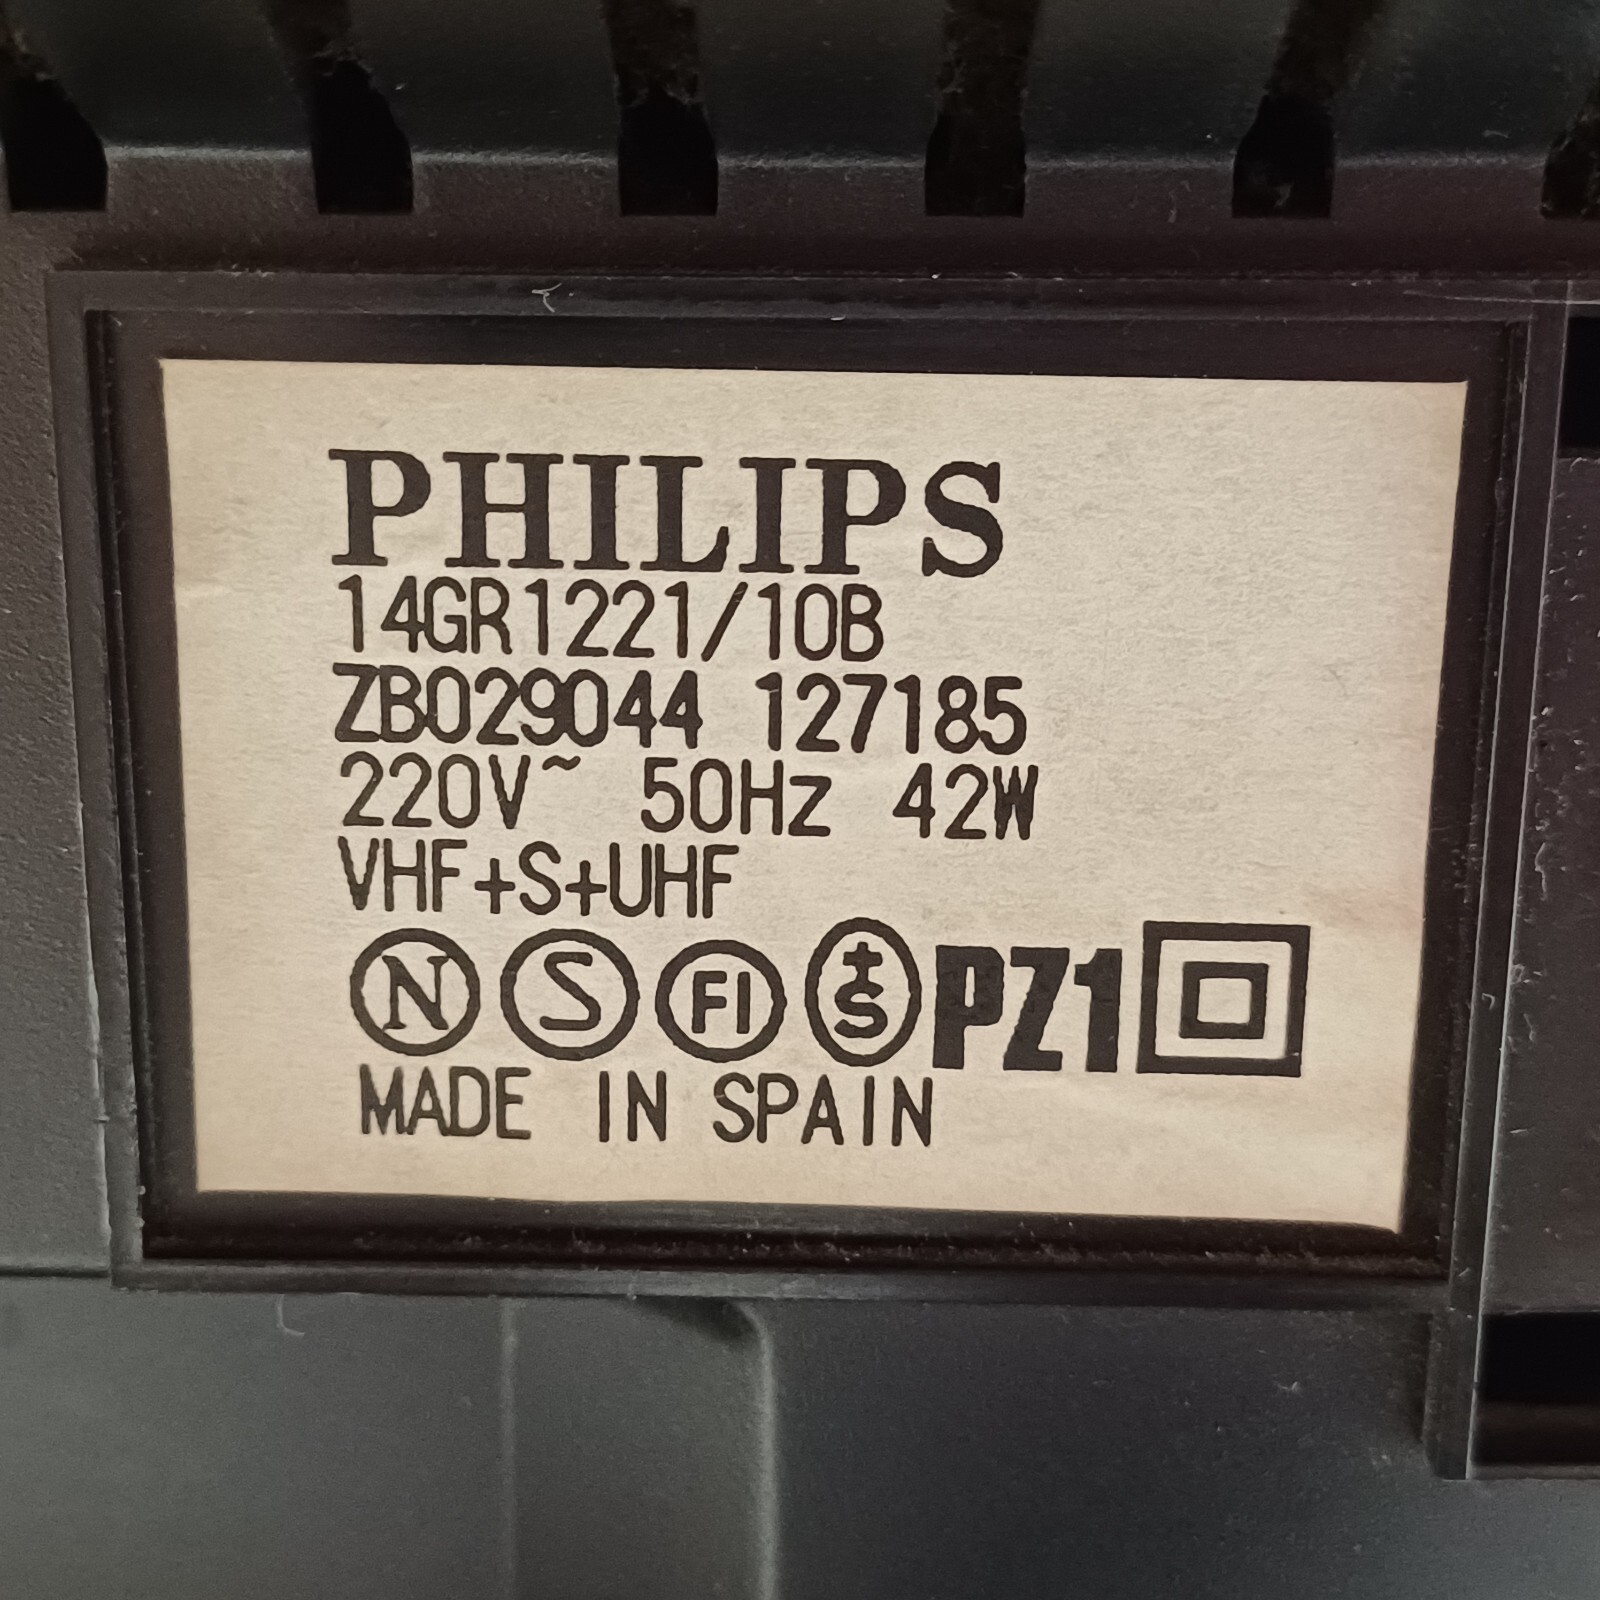 PHILIPS
14GR1221/10B
ZB029044 127185
220V~ 50Hz 42W
VHF+S+UHF
N S FI +S PZ1
MADE IN SPAIN